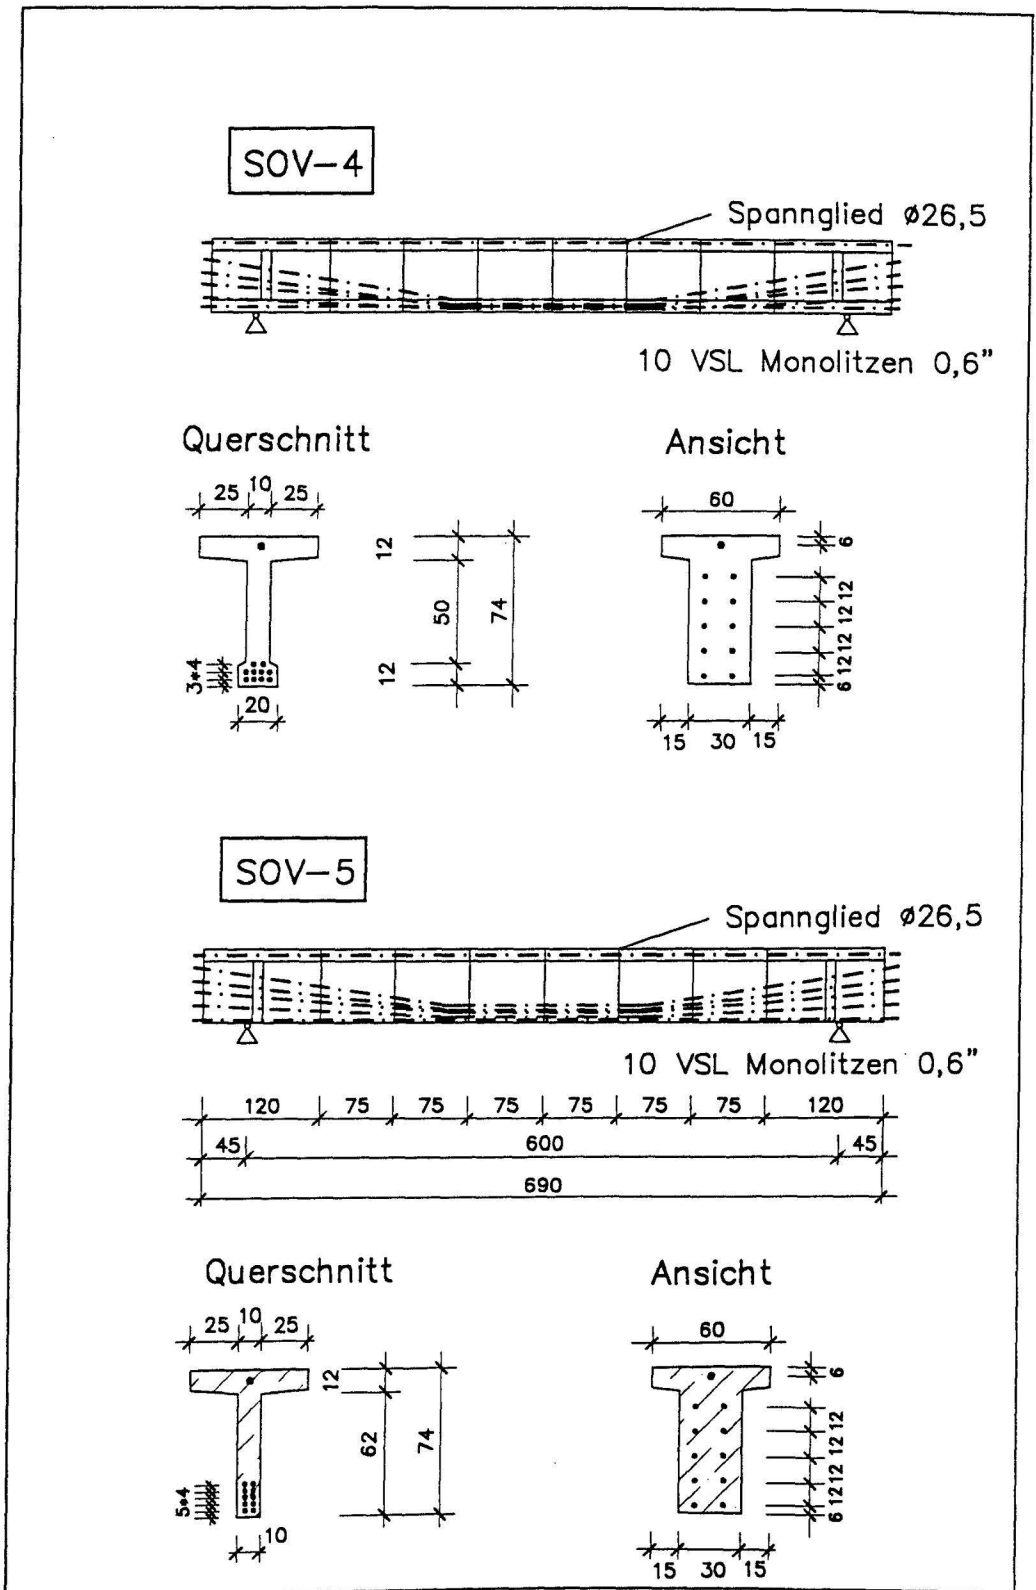 SOV-4
Spannglied ø26,5
10 VSL Monolitzen 0,6"
Querschnitt
Ansicht
25 10 25
12
50
74
12
3*4
20
60
6
12
12
12
12
6
15 30 15
SOV-5
Spannglied ø26,5
10 VSL Monolitzen 0,6"
120 75 75 75 75 75 75 120
45 600 45
690
Querschnitt
Ansicht
25 10 25
12
62
74
5*4
10
60
6
12
12
12
12
6
15 30 15